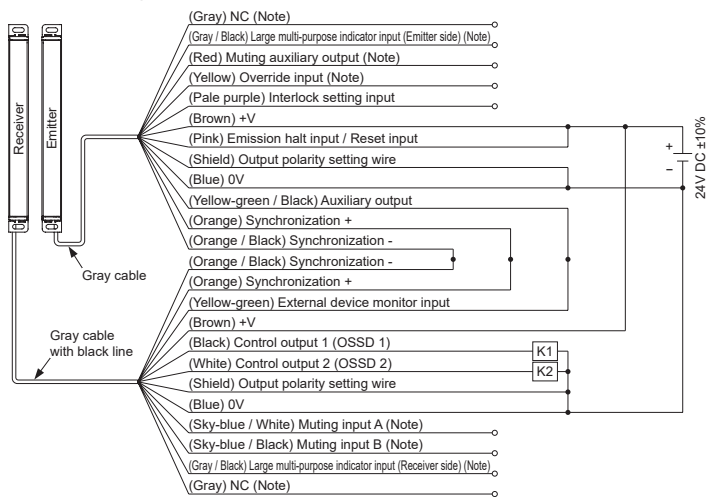 (Gray) NC (Note)
(Gray / Black) Large multi-purpose indicator input (Emitter side) (Note)
(Red) Muting auxiliary output (Note)
(Yellow) Override input (Note)
(Pale purple) Interlock setting input
(Brown) +V
(Pink) Emission halt input / Reset input
(Shield) Output polarity setting wire
(Blue) 0V
(Yellow-green / Black) Auxiliary output
(Orange) Synchronization +
(Orange / Black) Synchronization -
Receiver
Emitter
Gray cable
+
−
24V DC ±10%
(Orange / Black) Synchronization -
(Orange) Synchronization +
(Yellow-green) External device monitor input
(Brown) +V
(Black) Control output 1 (OSSD 1)
K1
(White) Control output 2 (OSSD 2)
K2
(Shield) Output polarity setting wire
(Blue) 0V
(Sky-blue / White) Muting input A (Note)
(Sky-blue / Black) Muting input B (Note)
(Gray / Black) Large multi-purpose indicator input (Receiver side) (Note)
(Gray) NC (Note)
Gray cable
with black line